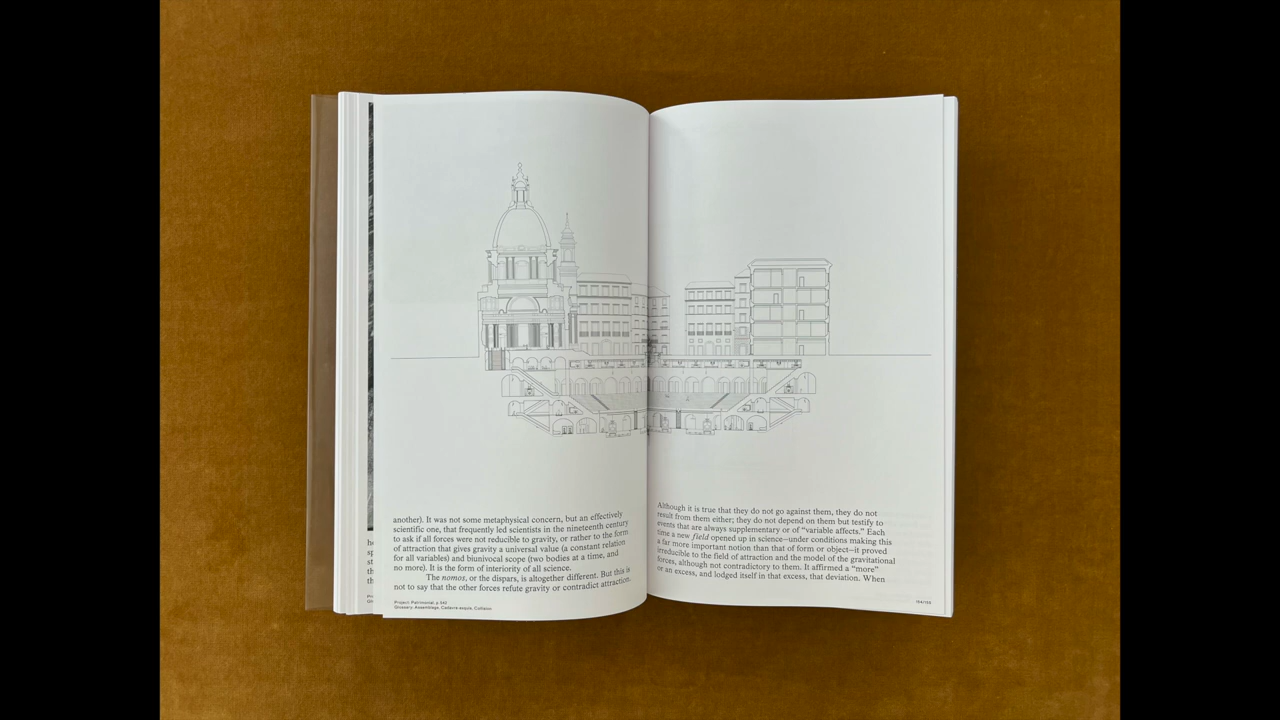 another). It was not some metaphysical concern, but an effectively
scientific one, that frequently led scientists in the nineteenth century
to ask if all forces were not reducible to gravity, or rather to the form
of attraction that gives gravity a universal value (a constant relation
for all variables) and biunivocal scope (two bodies at a time, and
no more). It is the form of interiority of all science.
The nomos, or the dispars, is altogether different. But this is
not to say that the other forces refute gravity or contradict attraction.
Project: Patrimonial, p.
Glossary: Assemblage, Cadavre exquis, Collision
Although it is true that they do not go against them, they do not
result from them either; they do not depend on them but testify to
events that are always supplementary or of “variable affects.” Each
time a new field opened up in science—under conditions making this
a far more important notion than that of form or object—it proved
irreducible to the field of attraction and the model of the gravitational
forces, although not contradictory to them. It affirmed a “more”
or an excess, and lodged itself in that excess, that deviation. When